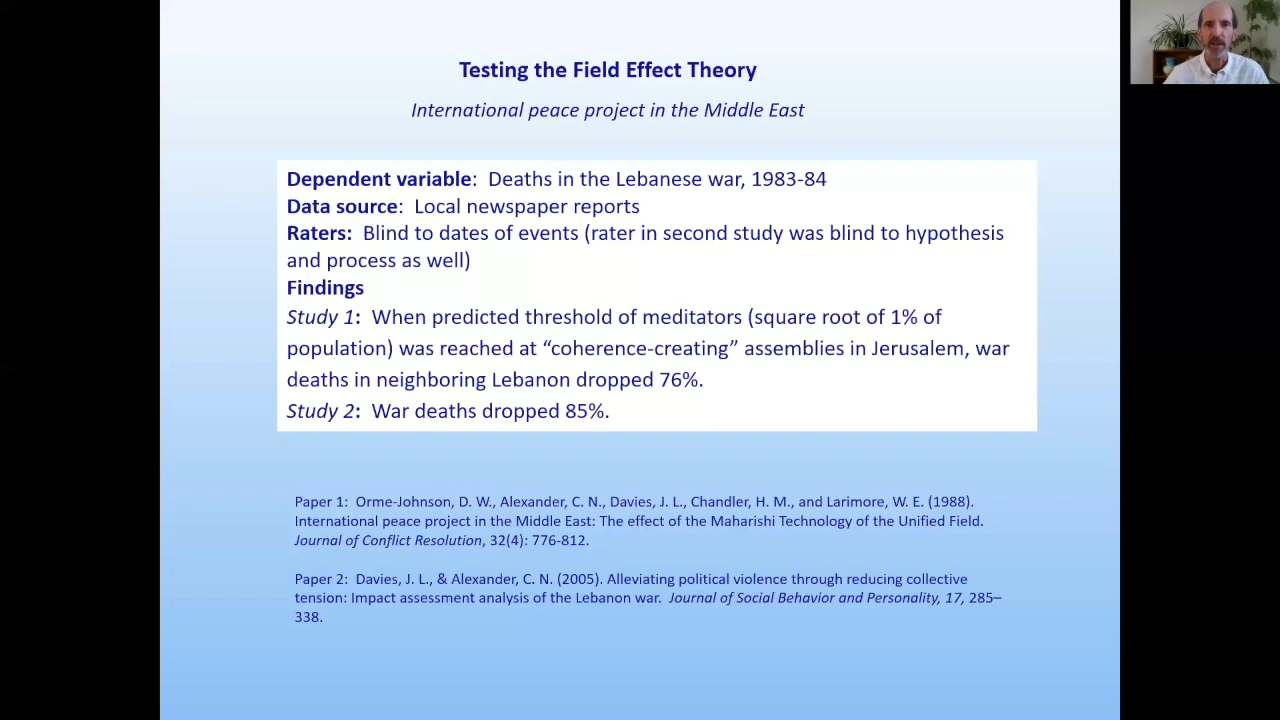 Testing the Field Effect Theory
International peace project in the Middle East
Dependent variable:  Deaths in the Lebanese war, 1983-84
Data source:  Local newspaper reports
Raters:  Blind to dates of events (rater in second study was blind to hypothesis
and process as well)
Findings
Study 1:  When predicted threshold of meditators (square root of 1% of
population) was reached at “coherence-creating” assemblies in Jerusalem, war
deaths in neighboring Lebanon dropped 76%.
Study 2:  War deaths dropped 85%.
Paper 1:  Orme-Johnson, D. W., Alexander, C. N., Davies, J. L., Chandler, H. M., and Larimore, W. E. (1988).
International peace project in the Middle East: The effect of the Maharishi Technology of the Unified Field.
Journal of Conflict Resolution, 32(4): 776-812.
Paper 2:  Davies, J. L., & Alexander, C. N. (2005). Alleviating political violence through reducing collective
tension: Impact assessment analysis of the Lebanon war.  Journal of Social Behavior and Personality, 17, 285–
338.